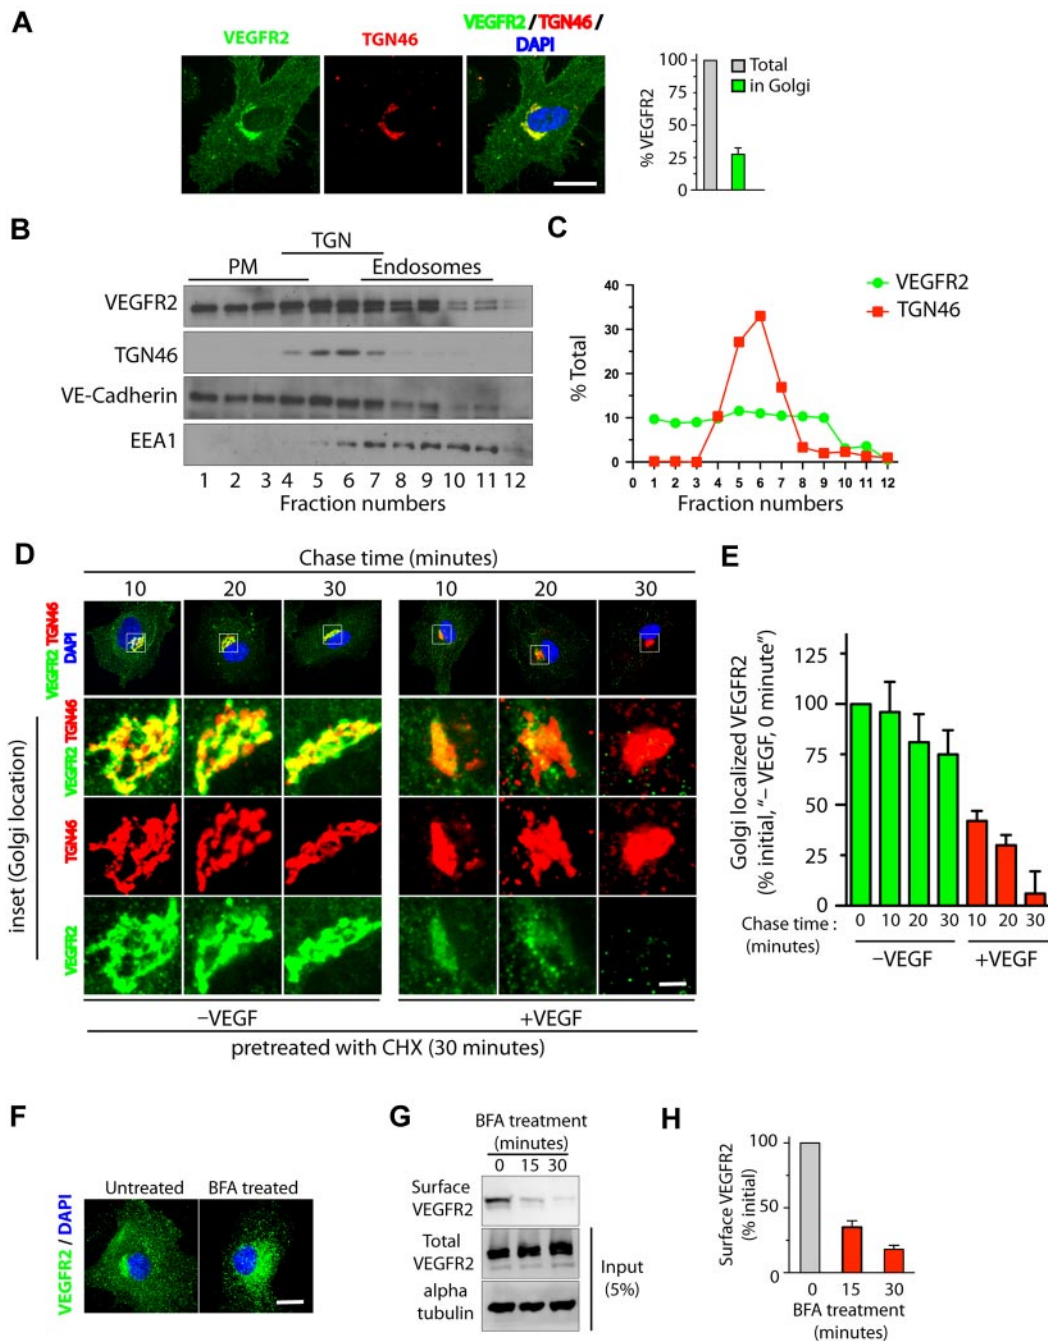 A
VEGFR2
TGN46
VEGFR2 / TGN46 /
DAPI
% VEGFR2
100
75
50
25
0
Total
in Golgi
B
TGN
PM
Endosomes
VEGFR2
TGN46
VE-Cadherin
EEA1
1 2 3 4 5 6 7 8 9 10 11 12
Fraction numbers
C
VEGFR2
TGN46
% Total
40
30
20
10
0
0 1 2 3 4 5 6 7 8 9 10 11 12
Fraction numbers
D
Chase time (minutes)
10 20 30 10 20 30
VEGFR2 TGN46
DAPI
inset (Golgi location)
VEGFR2 TGN46
TGN46
VEGFR2
−VEGF
+VEGF
pretreated with CHX (30 minutes)
E
Golgi localized VEGFR2
(% initial, “− VEGF, 0 minute”)
100
75
50
25
0
Chase time :
(minutes)
0 10 20 30 10 20 30
−VEGF
+VEGF
F
Untreated
BFA treated
VEGFR2 / DAPI
G
BFA treatment
(minutes)
0 15 30
Surface
VEGFR2
Total
VEGFR2
alpha
tubulin
Input
(5%)
H
Surface VEGFR2
(% initial)
100
50
0
0 15 30
BFA treatment
(minutes)